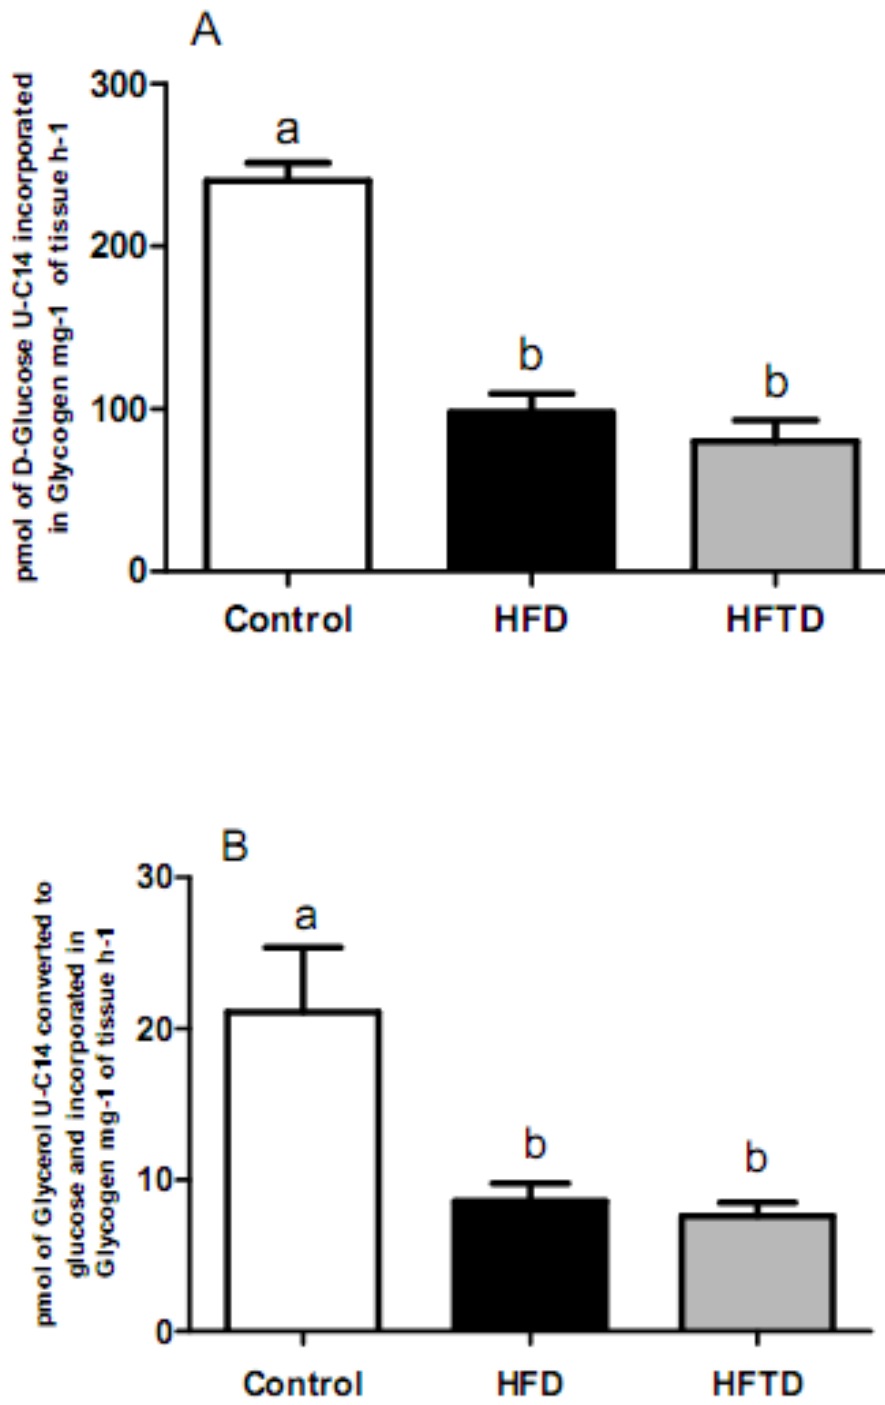 A
pmol of D-Glucose U-C14 incorporated
in Glycogen mg-1 of tissue h-1
300
200
100
0
a
b
b
Control HFD HFTD
B
pmol of Glycerol U-C14 converted to
glucose and incorporated in
Glycogen mg-1 of tissue h-1
30
20
10
0
a
b
b
Control HFD HFTD